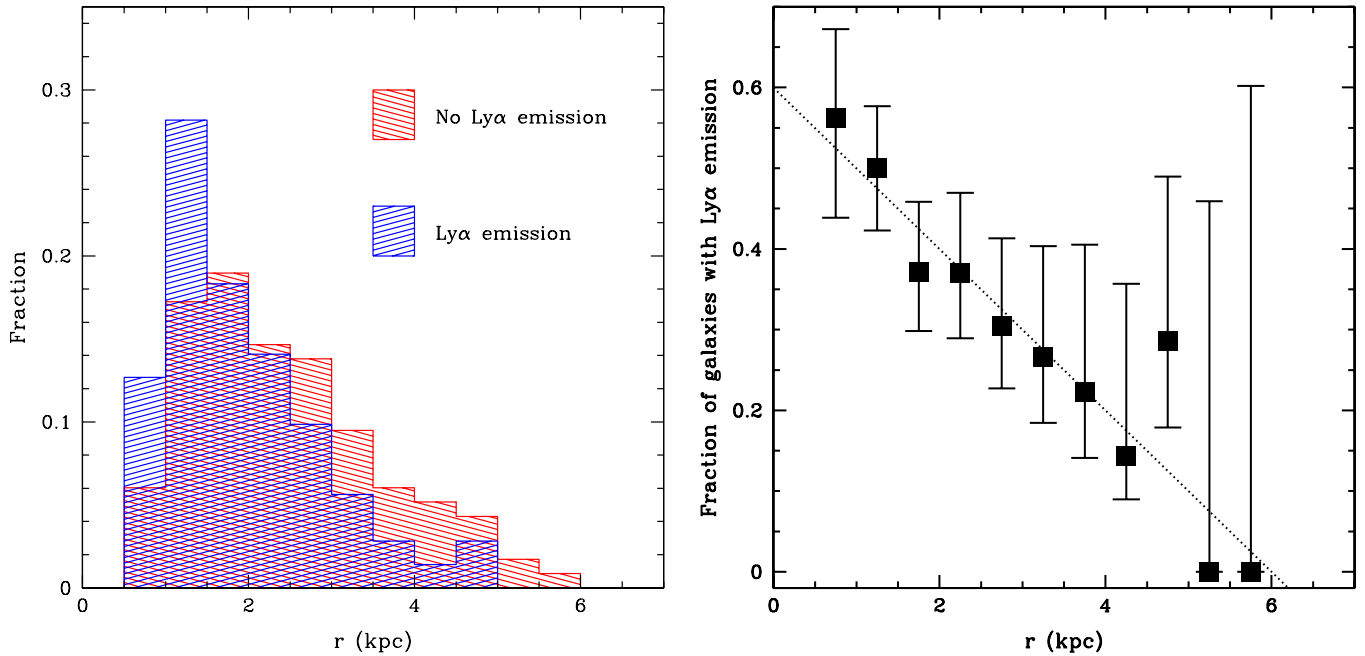 0.3
0.2
0.1
0
0
2
4
6
Fraction
r (kpc)
No Lyα emission
Lyα emission
0.6
0.4
0.2
0
0
2
4
6
Fraction of galaxies with Lyα emission
r (kpc)